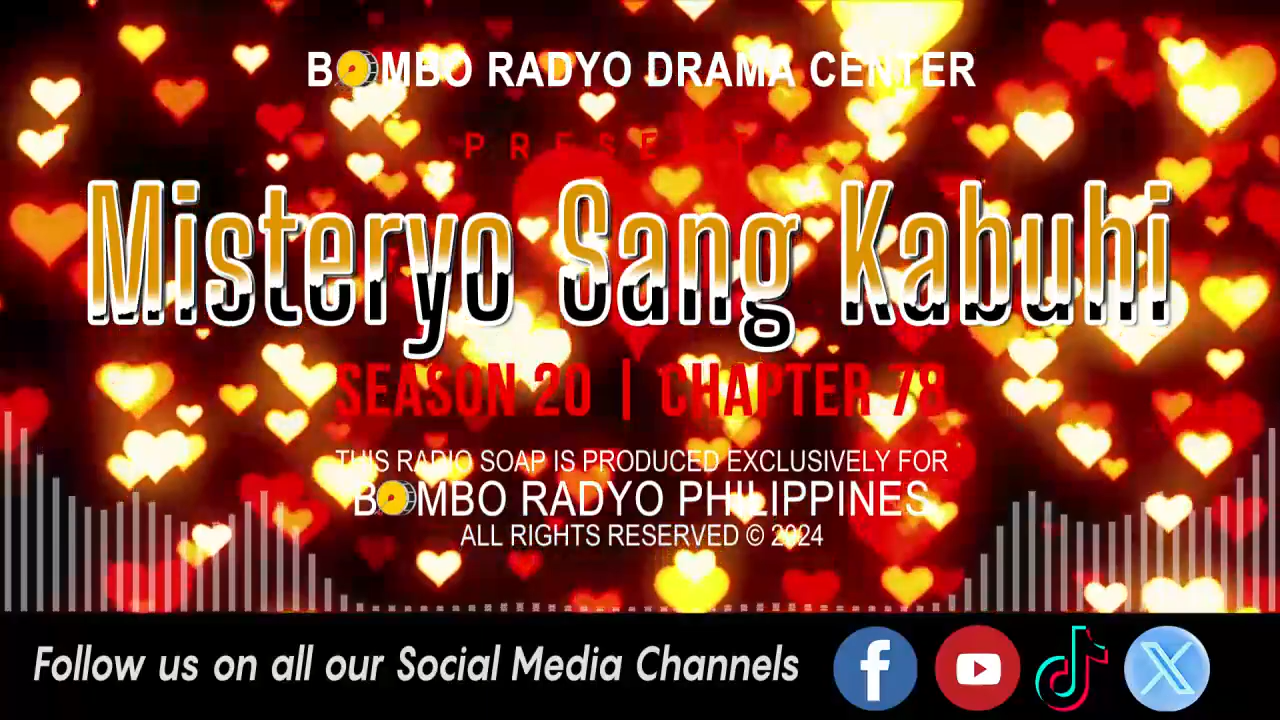 BOMBO RADYO DRAMA CENTER
PRESENTS
Misteryo Sang Kabuhi
SEASON 20 | CHAPTER 78
THIS RADIO SOAP IS PRODUCED EXCLUSIVELY FOR
BOMBO RADYO PHILIPPINES
ALL RIGHTS RESERVED © 2024
Follow us on all our Social Media Channels